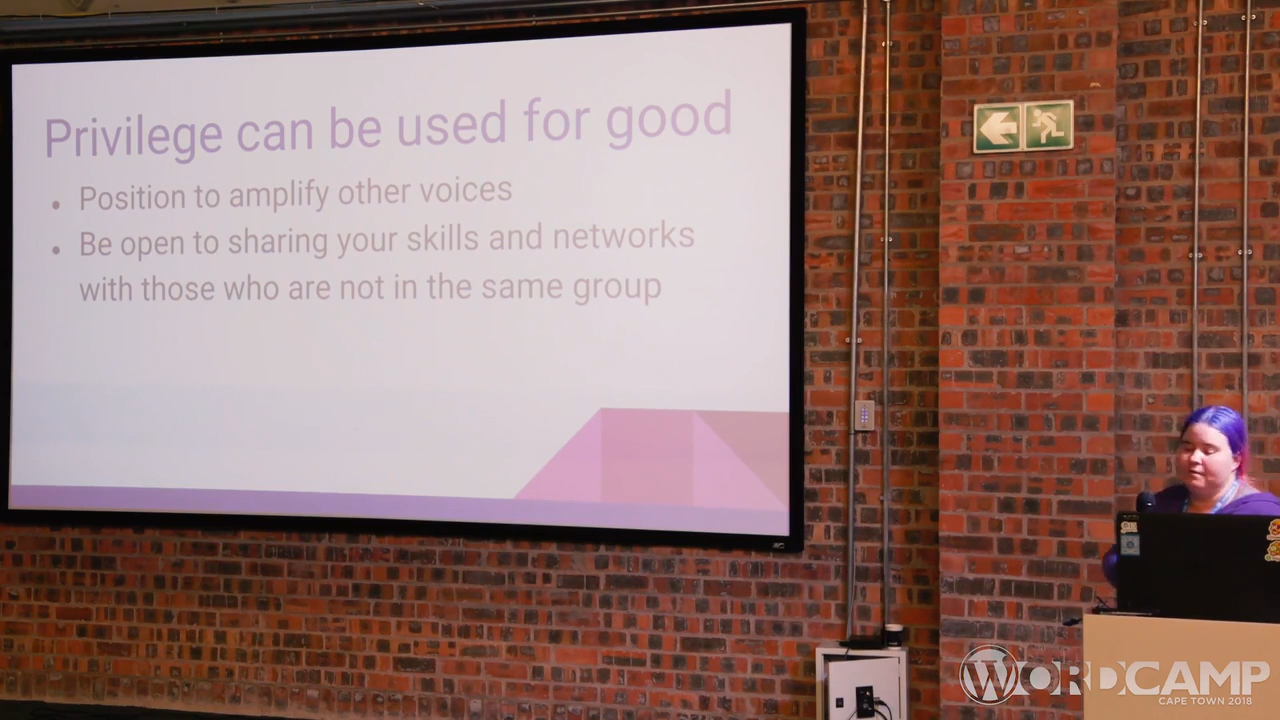 Privilege can be used for good
• Position to amplify other voices
• Be open to sharing your skills and networks
with those who are not in the same group
WORDCAMP
CAPE TOWN 2018